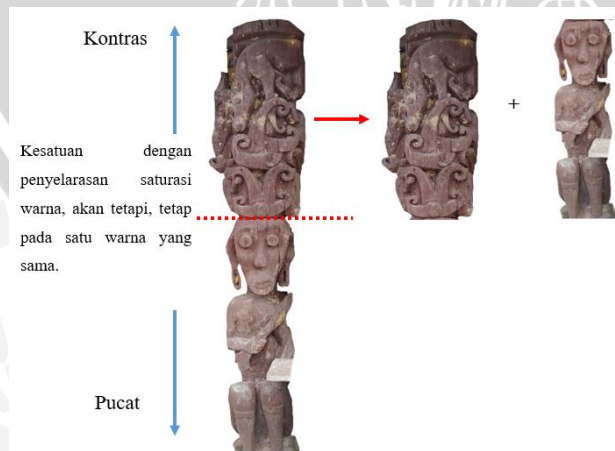 Kontras
+
Kesatuan dengan
penyelarasan saturasi
warna, akan tetapi, tetap
pada satu warna yang
sama.
Pucat